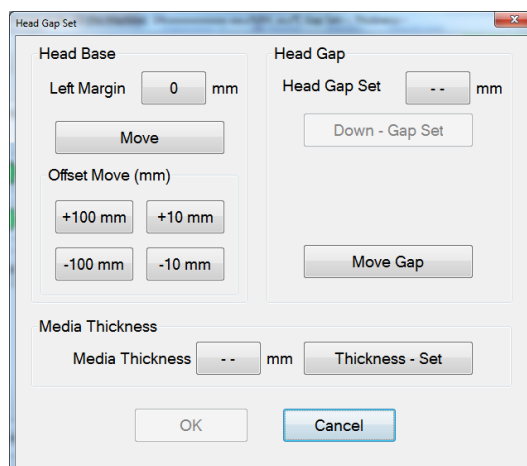 Head Gap Set
Head Base
Left Margin 0 mm
Move
Offset Move (mm)
+100 mm +10 mm
-100 mm -10 mm
Head Gap
Head Gap Set - - mm
Down - Gap Set
Move Gap
Media Thickness
Media Thickness - - mm Thickness - Set
OK Cancel